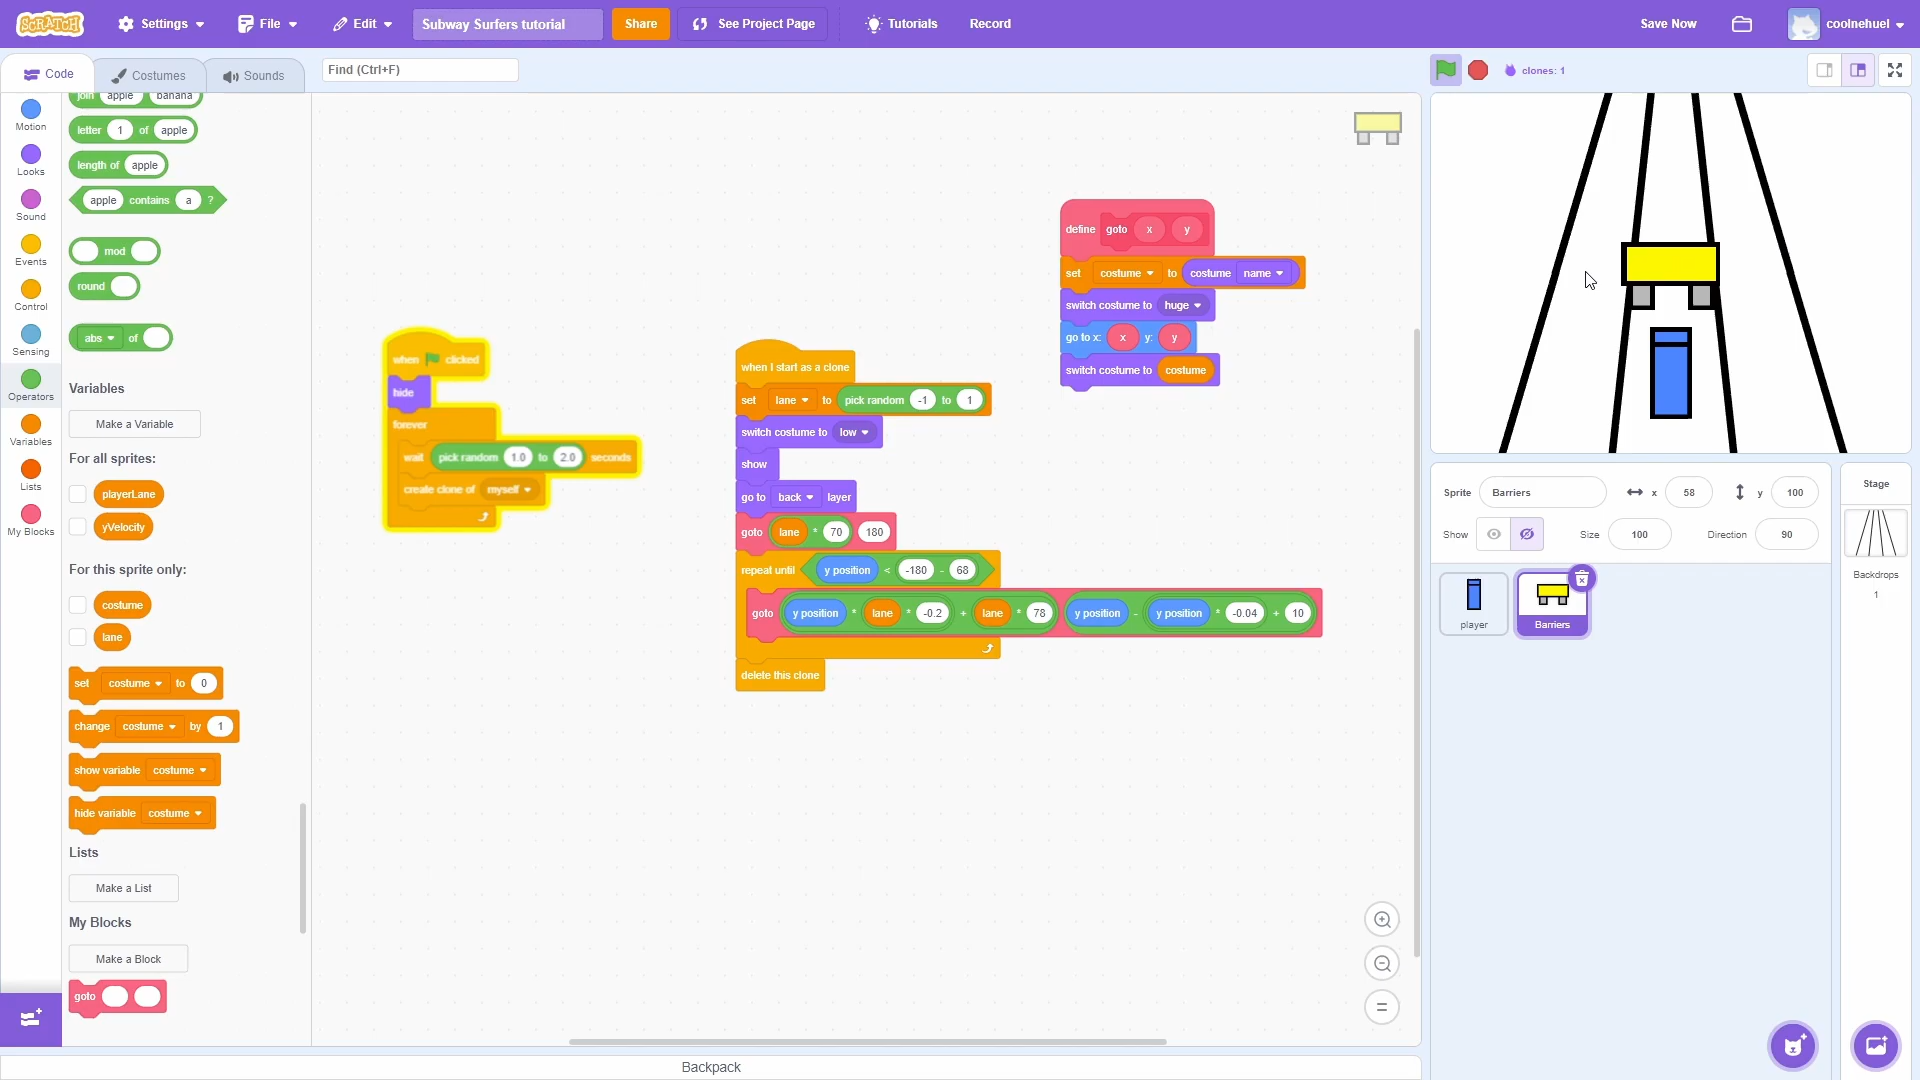 SCRATCH Settings File Edit Subway Surfers tutorial Share See Project Page Tutorials Record Save Now coolnehuel
Code Costumes Sounds Find (Ctrl+F) clones: 1
Motion
Looks
Sound
Events
Control
Sensing
Operators
Variables
Lists
My Blocks
join apple banana
letter 1 of apple
length of apple
apple contains a ?
mod
round
abs of
Variables
Make a Variable
For all sprites:
playerLane
yVelocity
For this sprite only:
costume
lane
set costume to 0
change costume by 1
show variable costume
hide variable costume
Lists
Make a List
My Blocks
Make a Block
goto
when clicked
hide
forever
wait pick random 1.0 to 2.0 seconds
create clone of myself
when I start as a clone
set lane to pick random -1 to 1
switch costume to low
show
go to back layer
goto lane * 70 180
repeat until y position < -180 - 68
goto y position * lane * -0.2 + lane * 78 y position - y position * -0.04 + 10
delete this clone
define goto x y
set costume to costume name
switch costume to huge
go to x: x y: y
switch costume to costume
Sprite Barriers x 58 y 100
Show Size 100 Direction 90
player
Barriers
Stage
Backdrops
1
Backpack